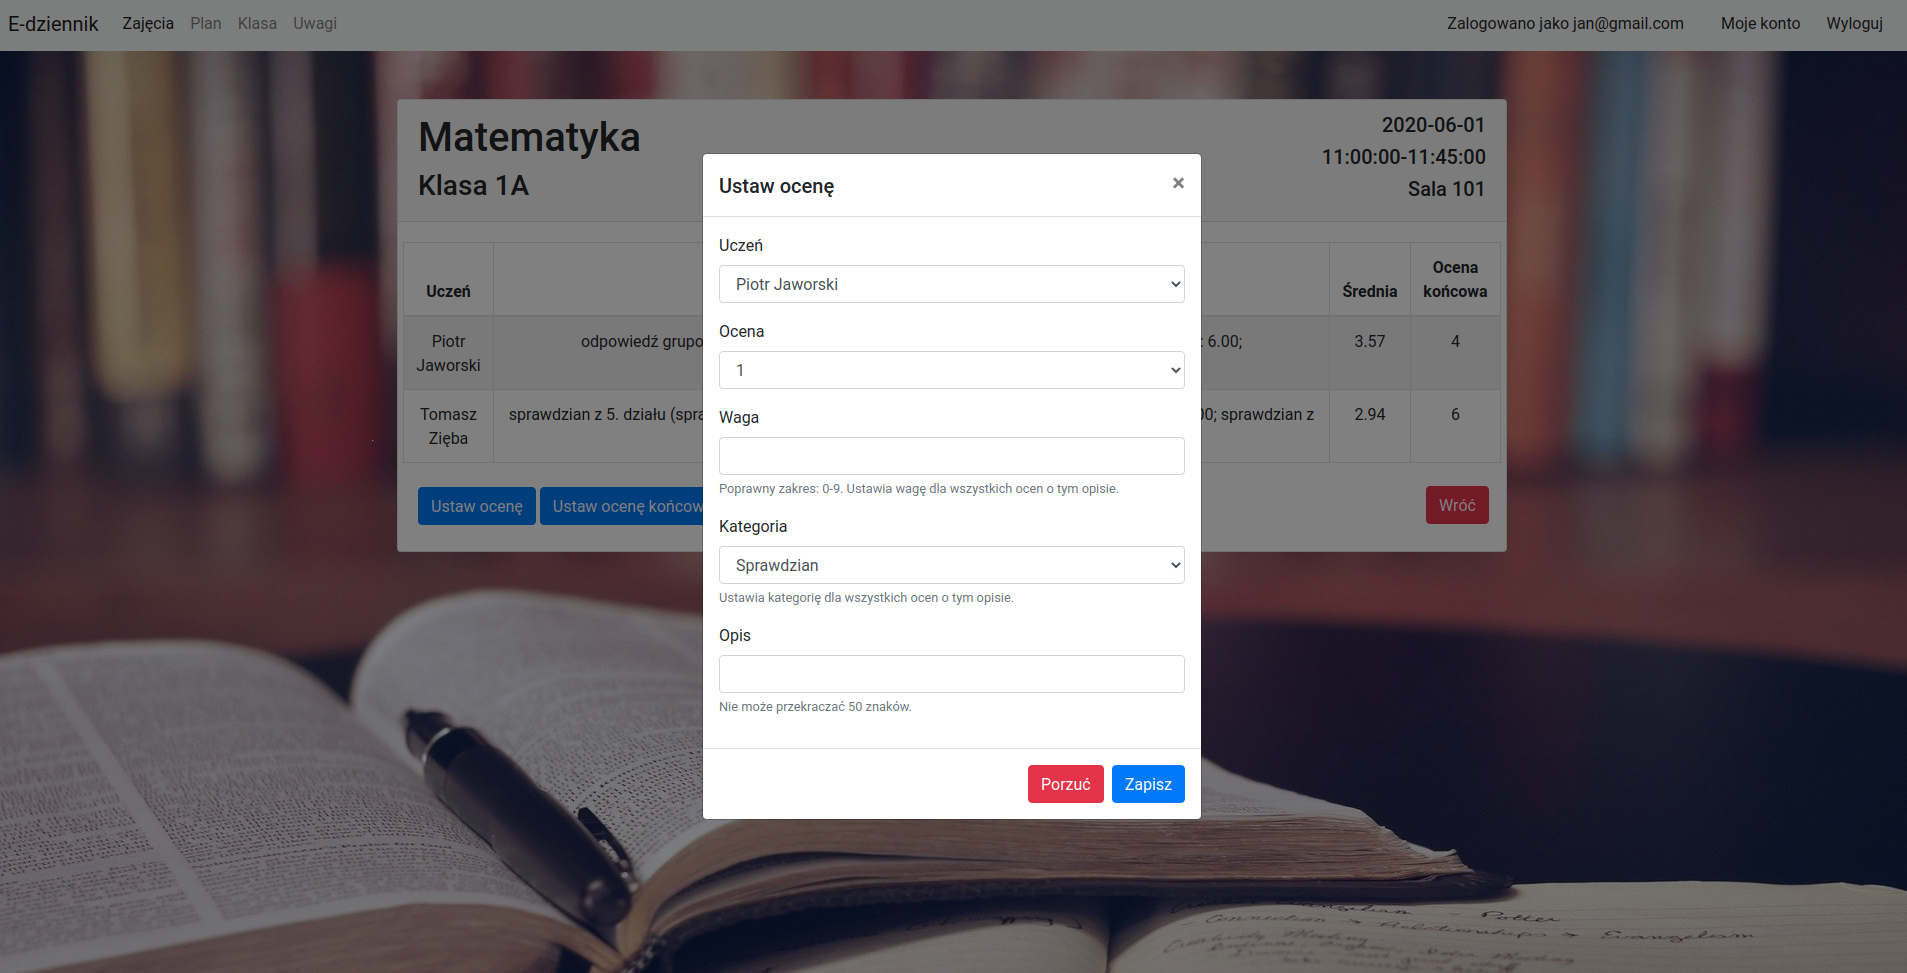 E-dziennik Zajęcia Plan Klasa Uwagi Zalogowano jako jan@gmail.com Moje konto Wyloguj
Matematyka
Klasa 1A
2020-06-01
11:00:00-11:45:00
Sala 101
Uczeń Średnia Ocena końcowa
Piotr Jaworski odpowiedź 6.00; 3.57 4
Tomasz Zięba sprawdzian z 5. działu sprawdzian z 2.94 6
Ustaw ocenę Ustaw ocenę Wróć
Ustaw ocenę ×
Uczeń
Piotr Jaworski
Ocena
1
Waga
Poprawny zakres: 0-9. Ustawia wagę dla wszystkich ocen o tym opisie.
Kategoria
Sprawdzian
Ustawia kategorię dla wszystkich ocen o tym opisie.
Opis
Nie może przekraczać 50 znaków.
Porzuć Zapisz